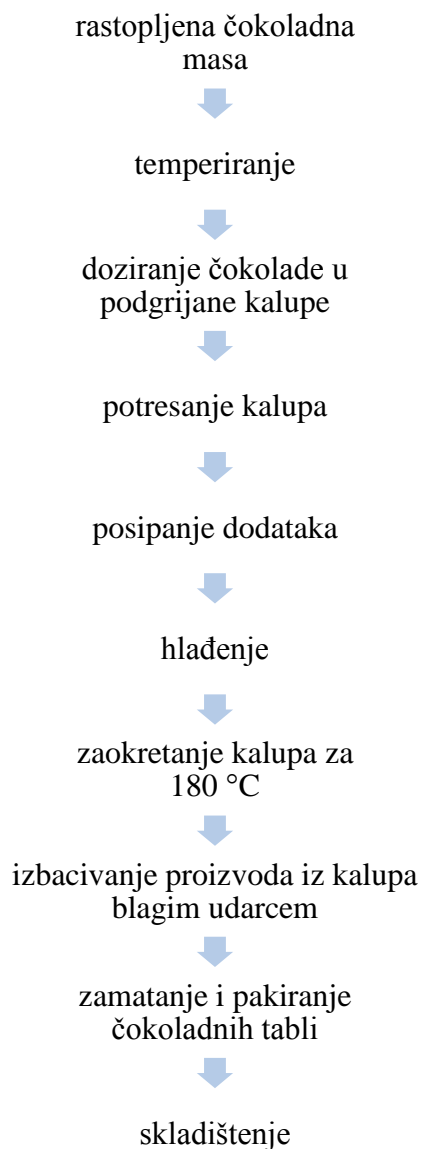 rastopljena čokoladna
masa
temperiranje
doziranje čokolade u
podgrijane kalupe
potresanje kalupa
posipanje dodataka
hlađenje
zaokretanje kalupa za
180 °C
izbacivanje proizvoda iz kalupa
blagim udarcem
zamatanje i pakiranje
čokoladnih tabli
skladištenje